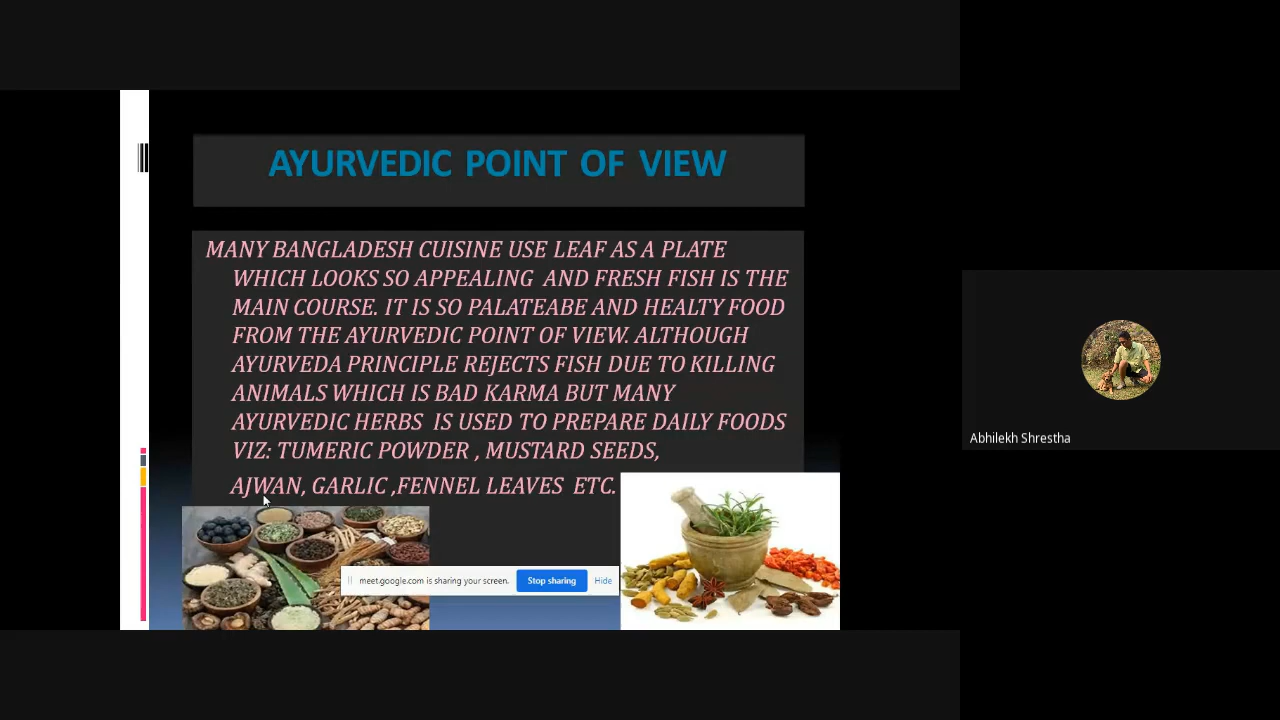 AYURVEDIC POINT OF VIEW
MANY BANGLADESH CUISINE USE LEAF AS A PLATE
WHICH LOOKS SO APPEALING AND FRESH FISH IS THE
MAIN COURSE. IT IS SO PALATEABE AND HEALTY FOOD
FROM THE AYURVEDIC POINT OF VIEW. ALTHOUGH
AYURVEDA PRINCIPLE REJECTS FISH DUE TO KILLING
ANIMALS WHICH IS BAD KARMA BUT MANY
AYURVEDIC HERBS IS USED TO PREPARE DAILY FOODS
VIZ: TUMERIC POWDER , MUSTARD SEEDS,
AJWAN, GARLIC ,FENNEL LEAVES ETC.
meet.google.com is sharing your screen. Stop sharing Hide
Abhilekh Shrestha